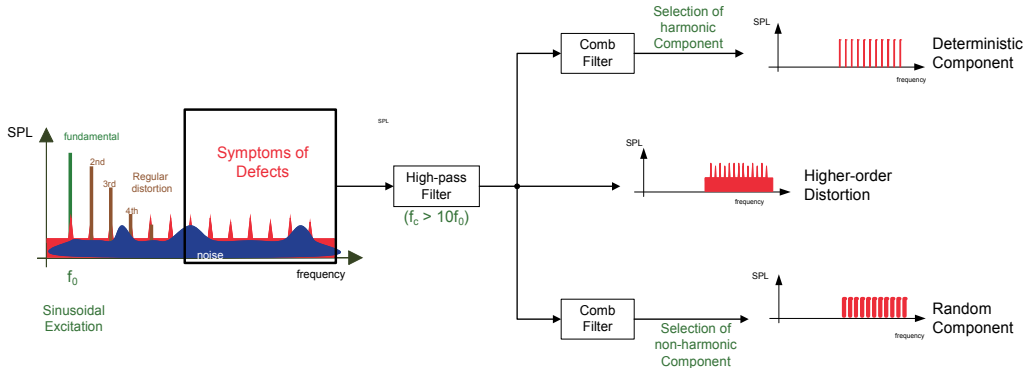 SPL
fundamental
2nd
3rd
4th
Regular
distortion
Symptoms of
Defects
noise
frequency
f0
Sinusoidal
Excitation
SPL
High-pass
Filter
(fc > 10f0)
Comb
Filter
Selection of
harmonic
Component
SPL
frequency
Deterministic
Component
SPL
frequency
Higher-order
Distortion
Comb
Filter
Selection of
non-harmonic
Component
SPL
frequency
Random
Component